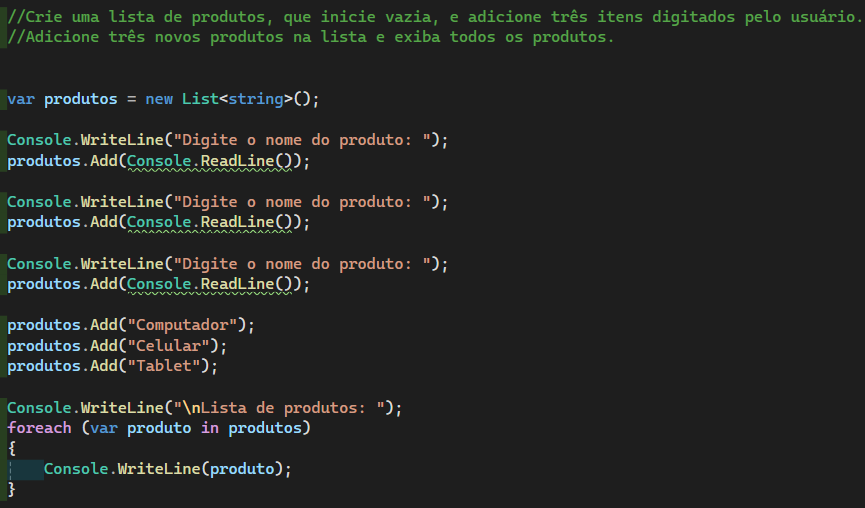 //Crie uma lista de produtos, que inicie vazia, e adicione três itens digitados pelo usuário.
//Adicione três novos produtos na lista e exiba todos os produtos.
var produtos = new List<string>();
Console.WriteLine("Digite o nome do produto: ");
produtos.Add(Console.ReadLine());
Console.WriteLine("Digite o nome do produto: ");
produtos.Add(Console.ReadLine());
Console.WriteLine("Digite o nome do produto: ");
produtos.Add(Console.ReadLine());
produtos.Add("Computador");
produtos.Add("Celular");
produtos.Add("Tablet");
Console.WriteLine("\nLista de produtos: ");
foreach (var produto in produtos)
{
    Console.WriteLine(produto);
}